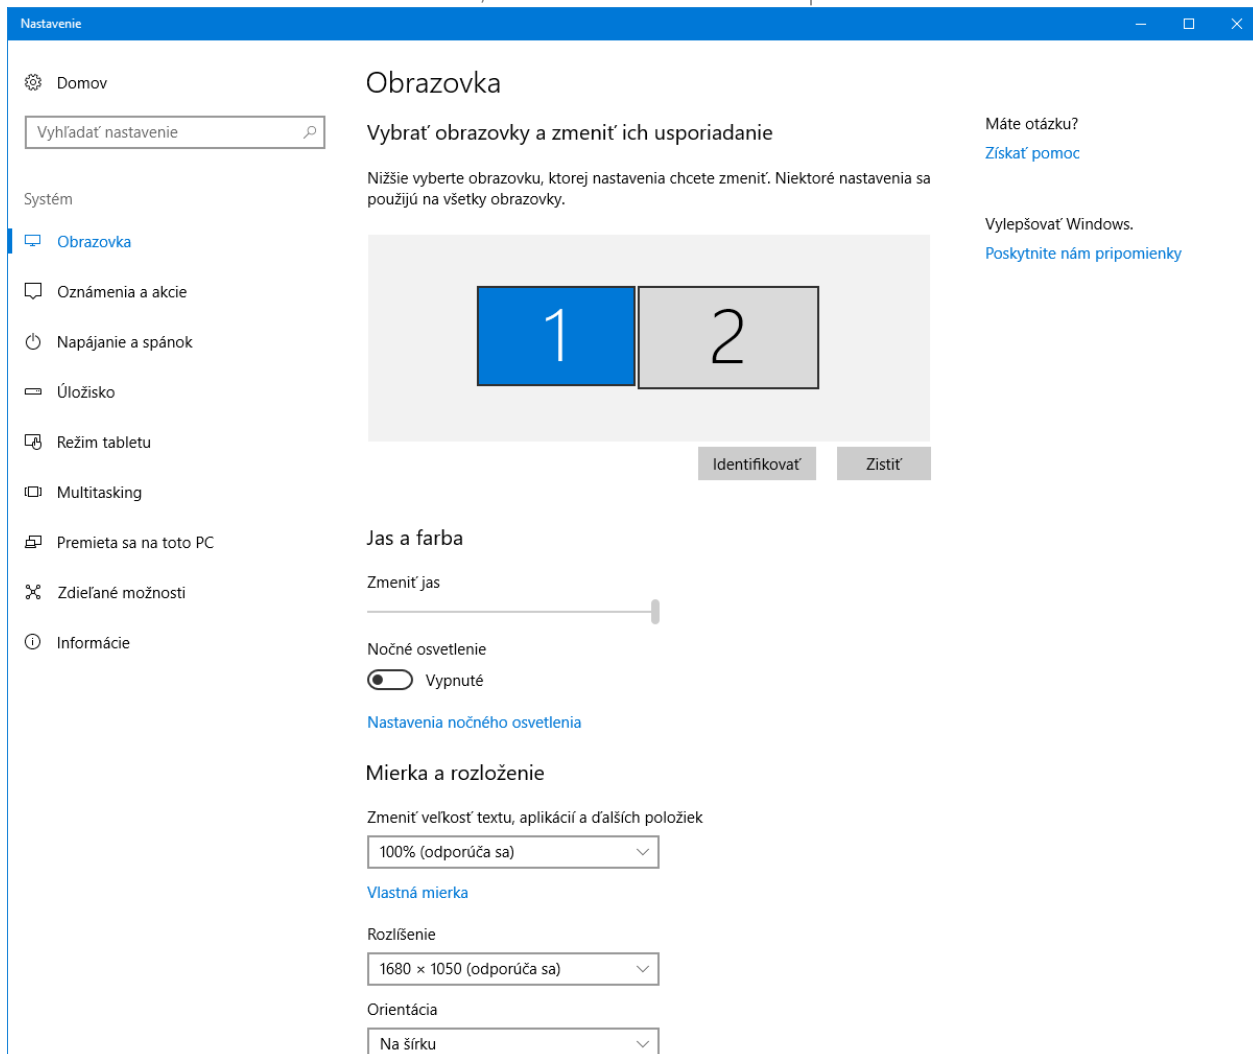 Nastavenie
Domov
Vyhľadať nastavenie
Systém
Obrazovka
Oznámenia a akcie
Napájanie a spánok
Úložisko
Režim tabletu
Multitasking
Premieta sa na toto PC
Zdieľané možnosti
Informácie
Obrazovka
Vybrať obrazovky a zmeniť ich usporiadanie
Nižšie vyberte obrazovku, ktorej nastavenia chcete zmeniť. Niektoré nastavenia sa
použijú na všetky obrazovky.
1
2
Identifikovať
Zistiť
Jas a farba
Zmeniť jas
Nočné osvetlenie
Vypnuté
Nastavenia nočného osvetlenia
Mierka a rozloženie
Zmeniť veľkosť textu, aplikácií a ďalších položiek
100% (odporúča sa)
Vlastná mierka
Rozlíšenie
1680 × 1050 (odporúča sa)
Orientácia
Na šírku
Máte otázku?
Získať pomoc
Vylepšovať Windows.
Poskytnite nám pripomienky